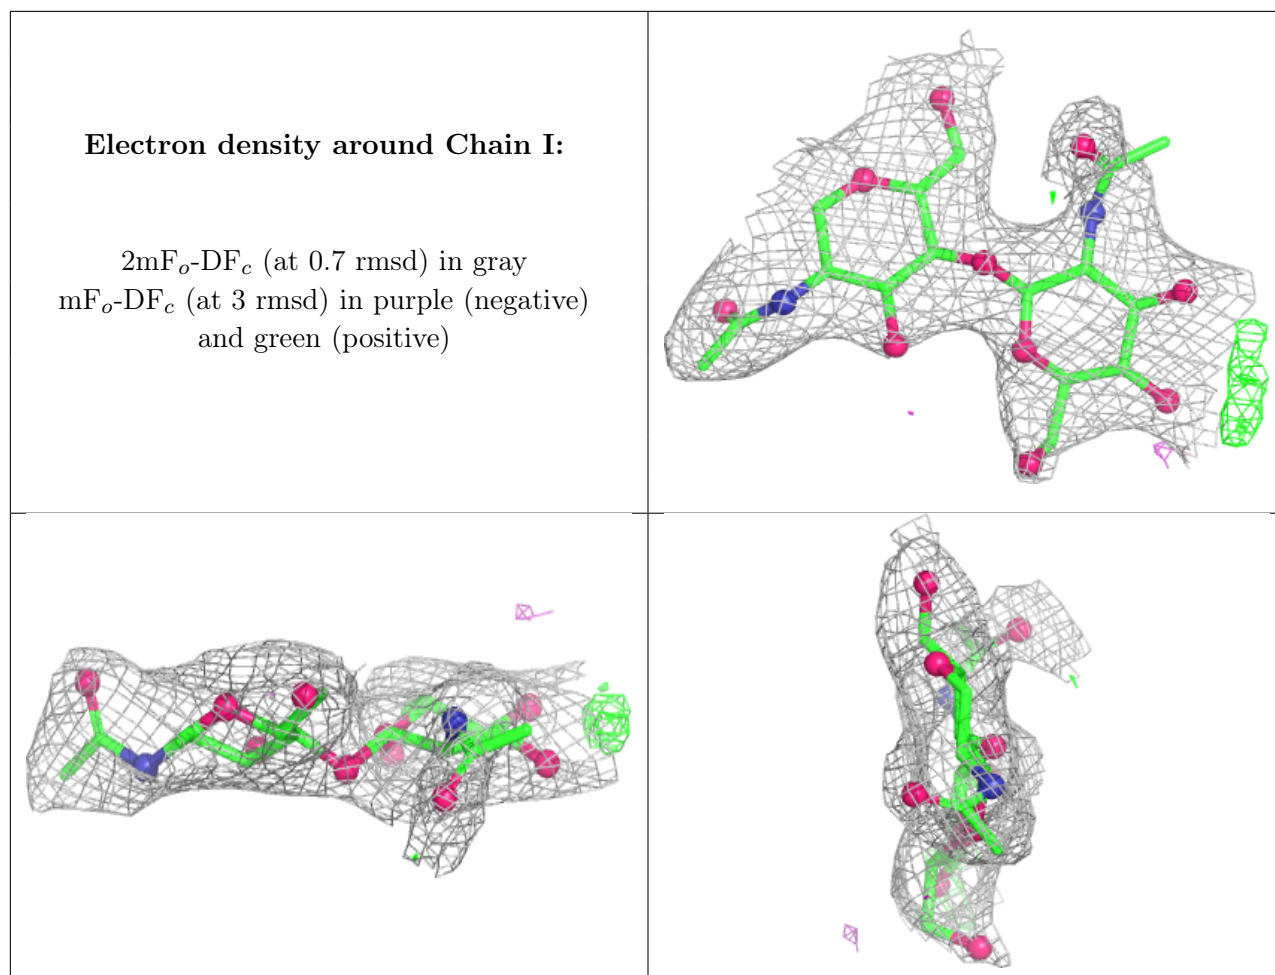 Electron density around Chain I:
2mFo-DFc (at 0.7 rmsd) in gray
mFo-DFc (at 3 rmsd) in purple (negative)
and green (positive)